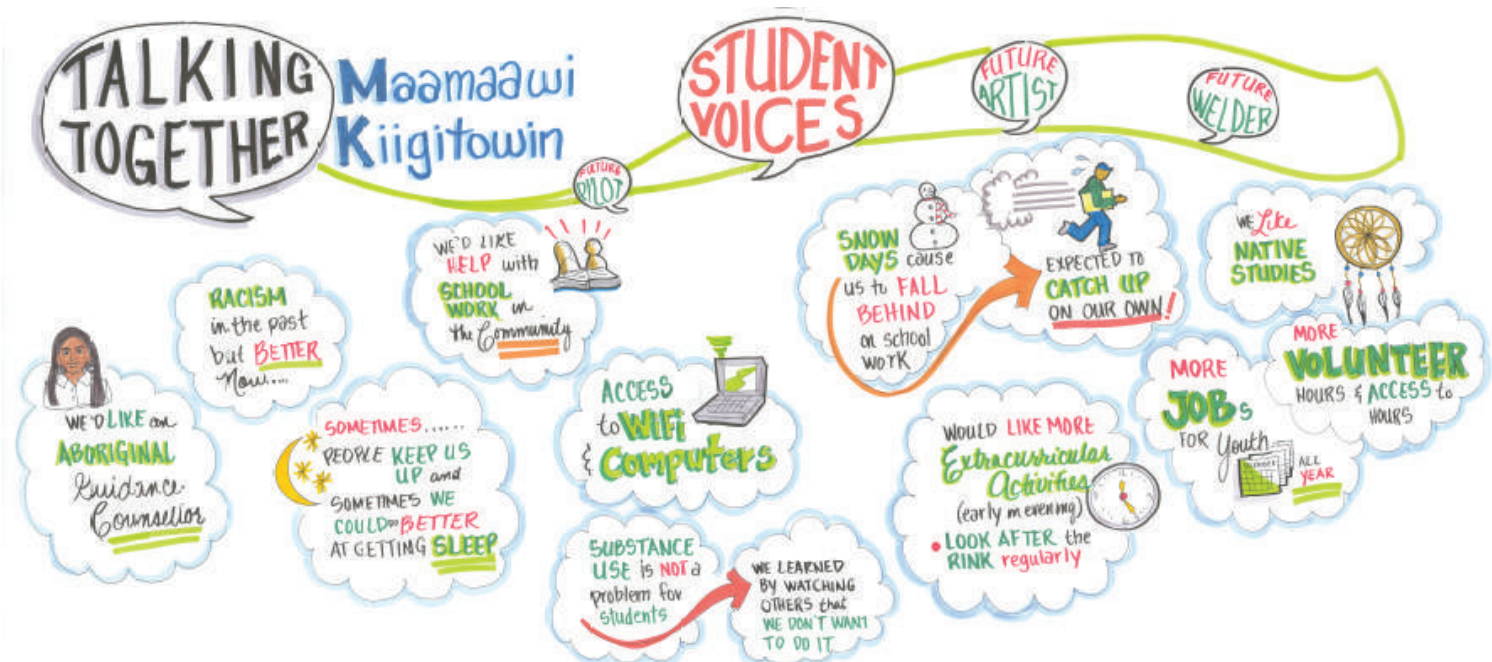 TALKING
TOGETHER
Maamaawi
Kiigitowin
FUTURE
PILOT
STUDENT
VOICES
FUTURE
ARTIST
FUTURE
WELDER
WE'D LIKE an
ABORIGINAL
Guidance
Counsellor
RACISM
in the past
but BETTER
Now....
WE'D LIKE
HELP with
SCHOOL
WORK in
the Community
SOMETIMES......
PEOPLE KEEP US
UP and
SOMETIMES WE
COULD DO BETTER
AT GETTING SLEEP
ACCESS
to WiFi
& Computers
SUBSTANCE
USE is NOT a
problem for
students
WE LEARNED
BY WATCHING
OTHERS that
WE DON'T WANT
TO DO IT
SNOW
DAYS cause
us to FALL
BEHIND
on school
WORK
EXPECTED TO
CATCH UP
ON OUR OWN!
WOULD LIKE MORE
Extracurricular
Activities
(early in evening)
• LOOK AFTER the
RINK regularly
WE Like
NATIVE
STUDIES
MORE
JOBs
FOR Youth
ALL
YEAR
MORE
VOLUNTEER
HOURS & ACCESS to
HOURS